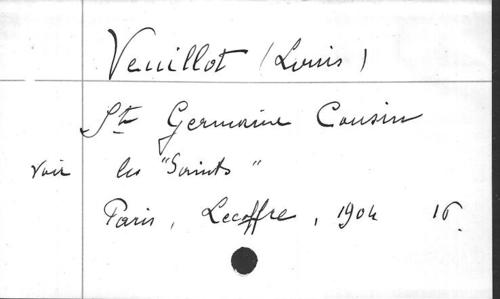 Veuillot (Louis)
Ste Germaine Cousin
voir les "Saints"
Paris, Lecoffre, 1904 16.